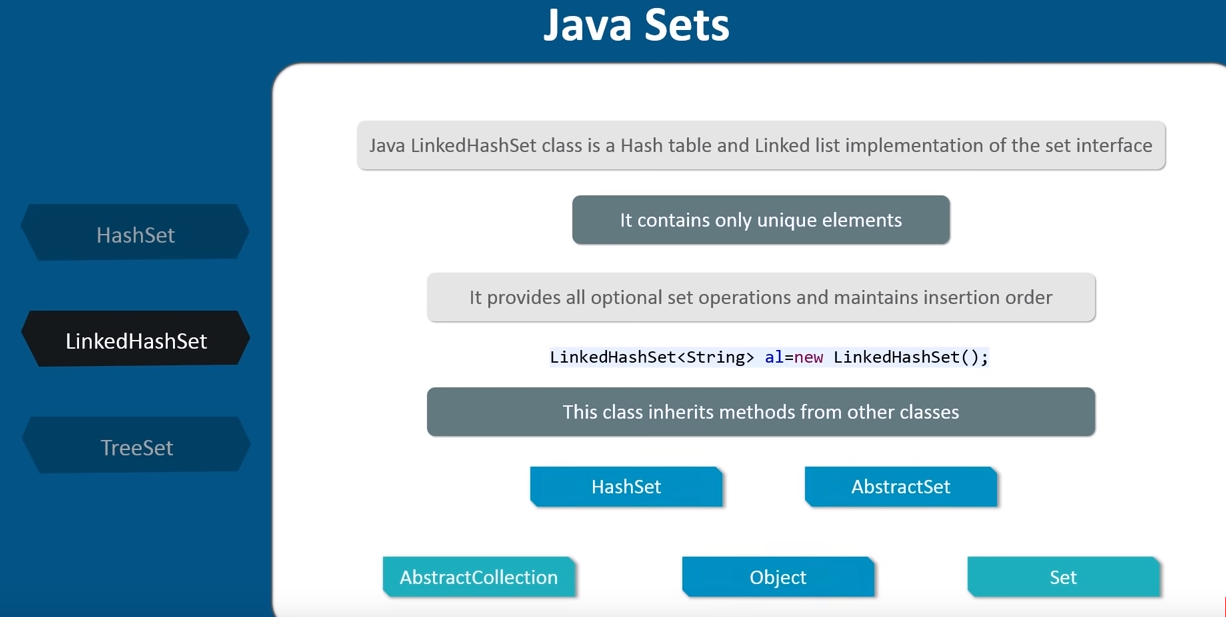 Java Sets
HashSet
LinkedHashSet
TreeSet
Java LinkedHashSet class is a Hash table and Linked list implementation of the set interface
It contains only unique elements
It provides all optional set operations and maintains insertion order
LinkedHashSet<String> al=new LinkedHashSet();
This class inherits methods from other classes
HashSet
AbstractSet
AbstractCollection
Object
Set